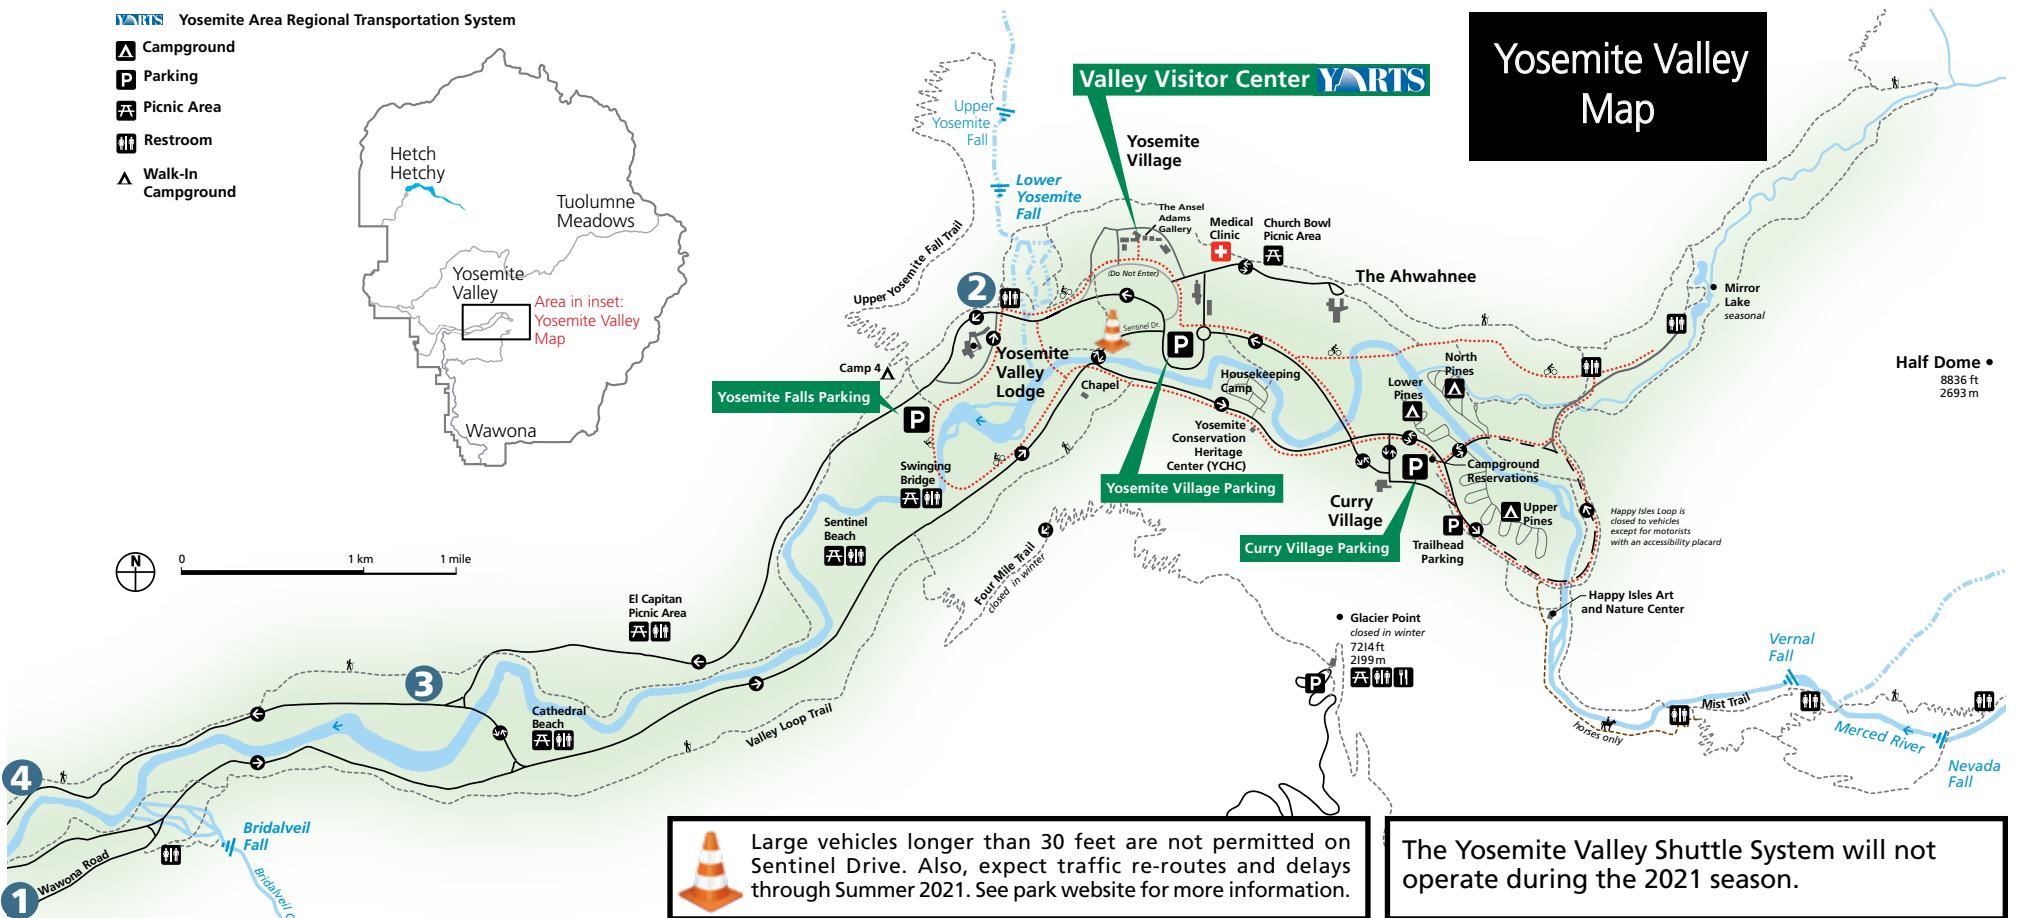 YARTS Yosemite Area Regional Transportation System
Campground
Parking
Picnic Area
Restroom
Walk-In
Campground
Hetch
Hetchy
Tuolumne
Meadows
Yosemite
Valley
Area in inset:
Yosemite Valley
Map
Wawona
N
0
1 km
1 mile
Yosemite Valley
Map
Valley Visitor Center YARTS
Yosemite
Village
Upper
Yosemite
Fall
Lower
Yosemite
Fall
The Ansel
Adams
Gallery
Medical
Clinic
Church Bowl
Picnic Area
The Ahwahnee
(Do Not Enter)
Sentinel Dr.
Upper Yosemite Fall Trail
2
Yosemite
Valley
Lodge
Camp 4
Yosemite Falls Parking
P
P
Chapel
Housekeeping
Camp
Yosemite
Conservation
Heritage
Center (YCHC)
Yosemite Village Parking
North
Pines
Lower
Pines
Mirror
Lake
seasonal
Half Dome
8836 ft
2693 m
P
Campground
Reservations
Upper
Pines
Curry
Village
Curry Village Parking
P
Trailhead
Parking
Happy Isles Loop is
closed to vehicles
except for motorists
with an accessibility placard
Happy Isles Art
and Nature Center
Swinging
Bridge
Sentinel
Beach
Four Mile Trail
closed in winter
El Capitan
Picnic Area
Glacier Point
closed in winter
7214 ft
2199 m
P
Vernal
Fall
Mist Trail
horses only
Merced River
Nevada
Fall
3
Cathedral
Beach
Valley Loop Trail
4
Bridalveil
Fall
Bridalveil C
Wawona Road
1
Large vehicles longer than 30 feet are not permitted on
Sentinel Drive. Also, expect traffic re-routes and delays
through Summer 2021. See park website for more information.
The Yosemite Valley Shuttle System will not
operate during the 2021 season.